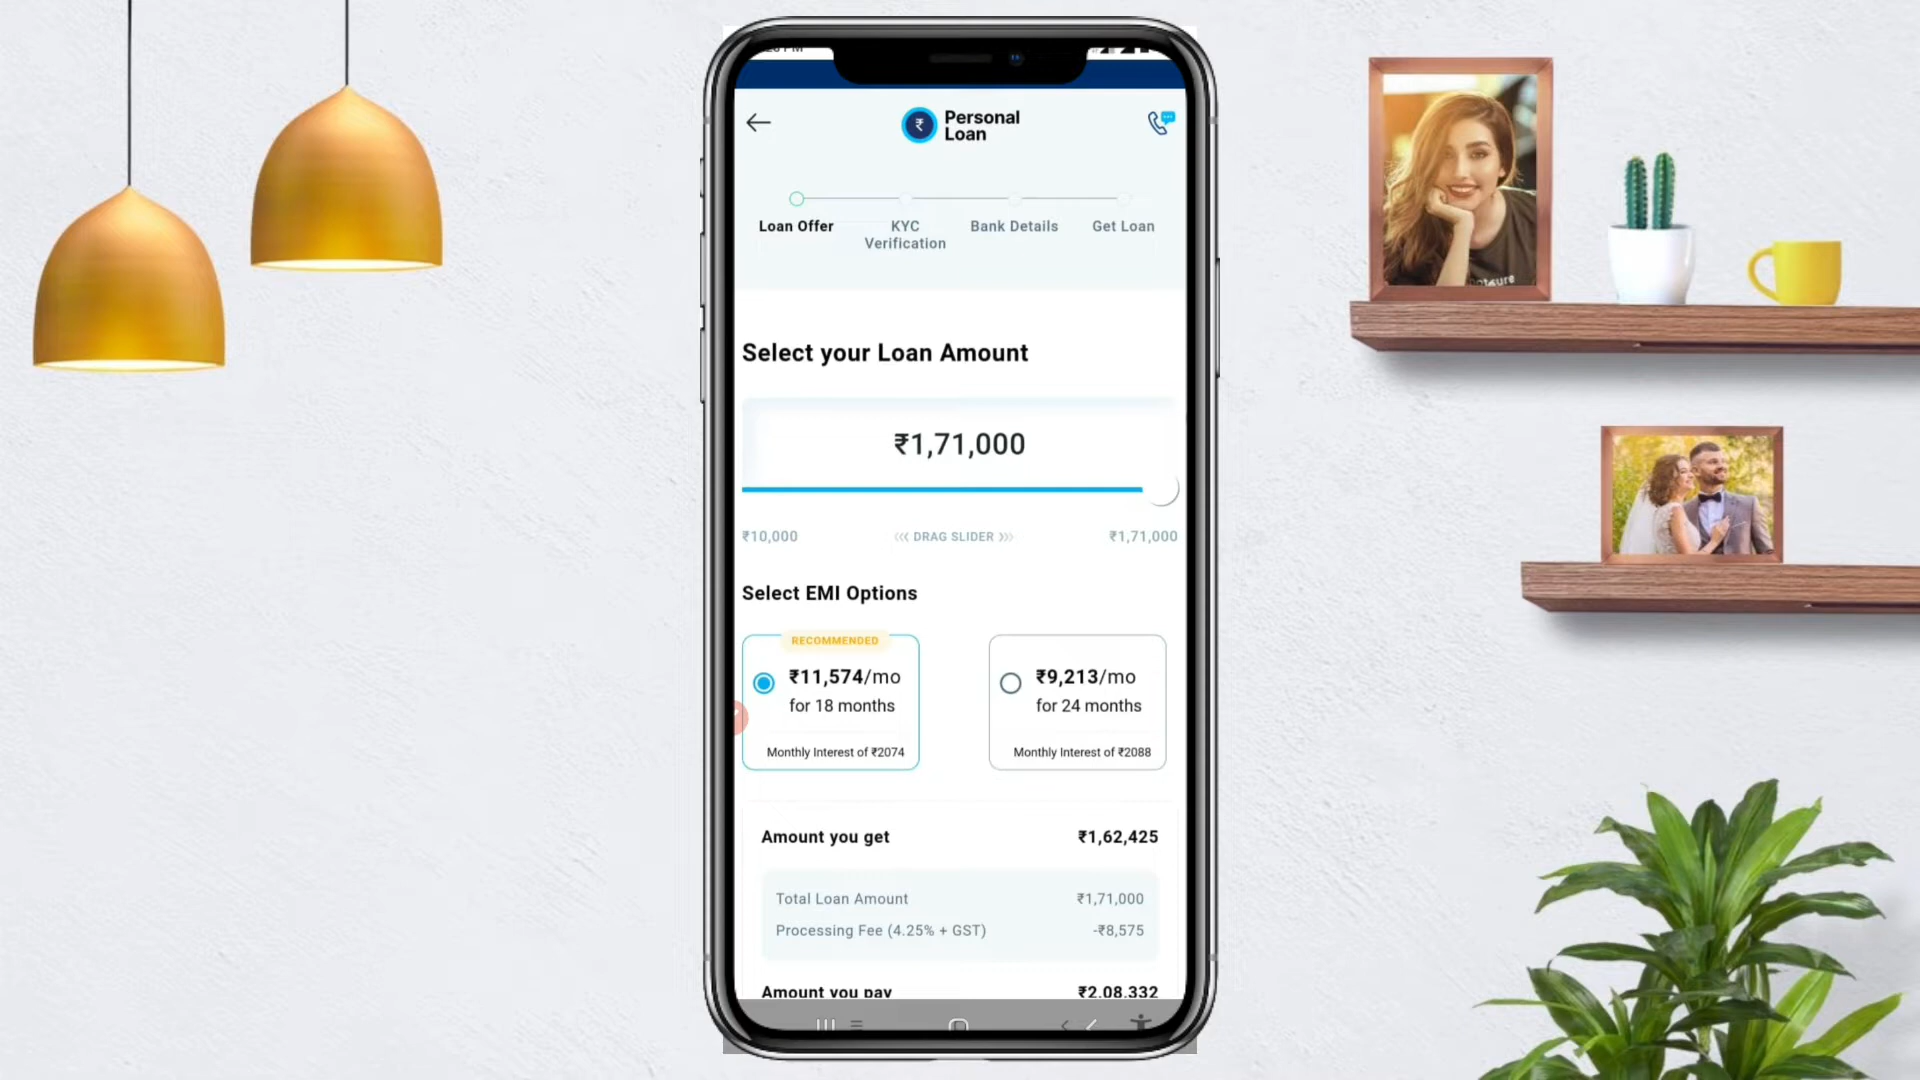 Personal
Loan
Loan Offer
KYC
Verification
Bank Details
Get Loan
Select your Loan Amount
₹1,71,000
₹10,000
DRAG SLIDER
₹1,71,000
Select EMI Options
RECOMMENDED
₹11,574/mo
for 18 months
Monthly Interest of ₹2074
₹9,213/mo
for 24 months
Monthly Interest of ₹2088
Amount you get
₹1,62,425
Total Loan Amount
₹1,71,000
Processing Fee (4.25% + GST)
-₹8,575
Amount you pay
₹2,08,332